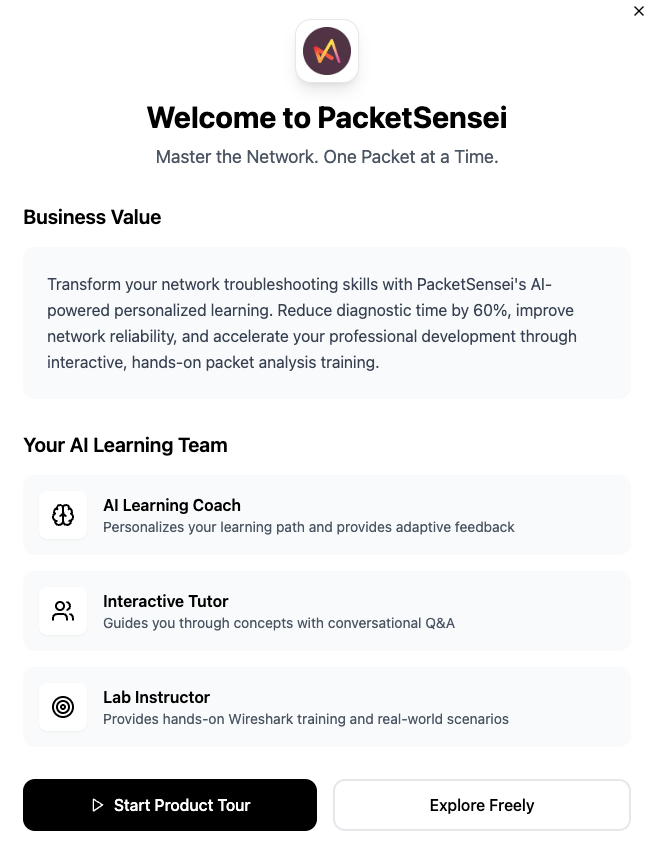 Welcome to PacketSensei
Master the Network. One Packet at a Time.
Business Value
Transform your network troubleshooting skills with PacketSensei's AI-
powered personalized learning. Reduce diagnostic time by 60%, improve
network reliability, and accelerate your professional development through
interactive, hands-on packet analysis training.
Your AI Learning Team
AI Learning Coach
Personalizes your learning path and provides adaptive feedback
Interactive Tutor
Guides you through concepts with conversational Q&A
Lab Instructor
Provides hands-on Wireshark training and real-world scenarios
Start Product Tour
Explore Freely